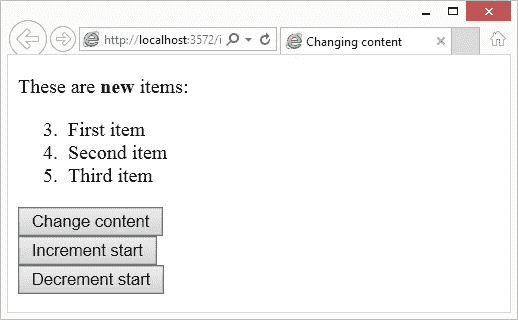 http://localhost:3572/i
Changing content
These are new items:
3. First item
4. Second item
5. Third item
Change content
Increment start
Decrement start